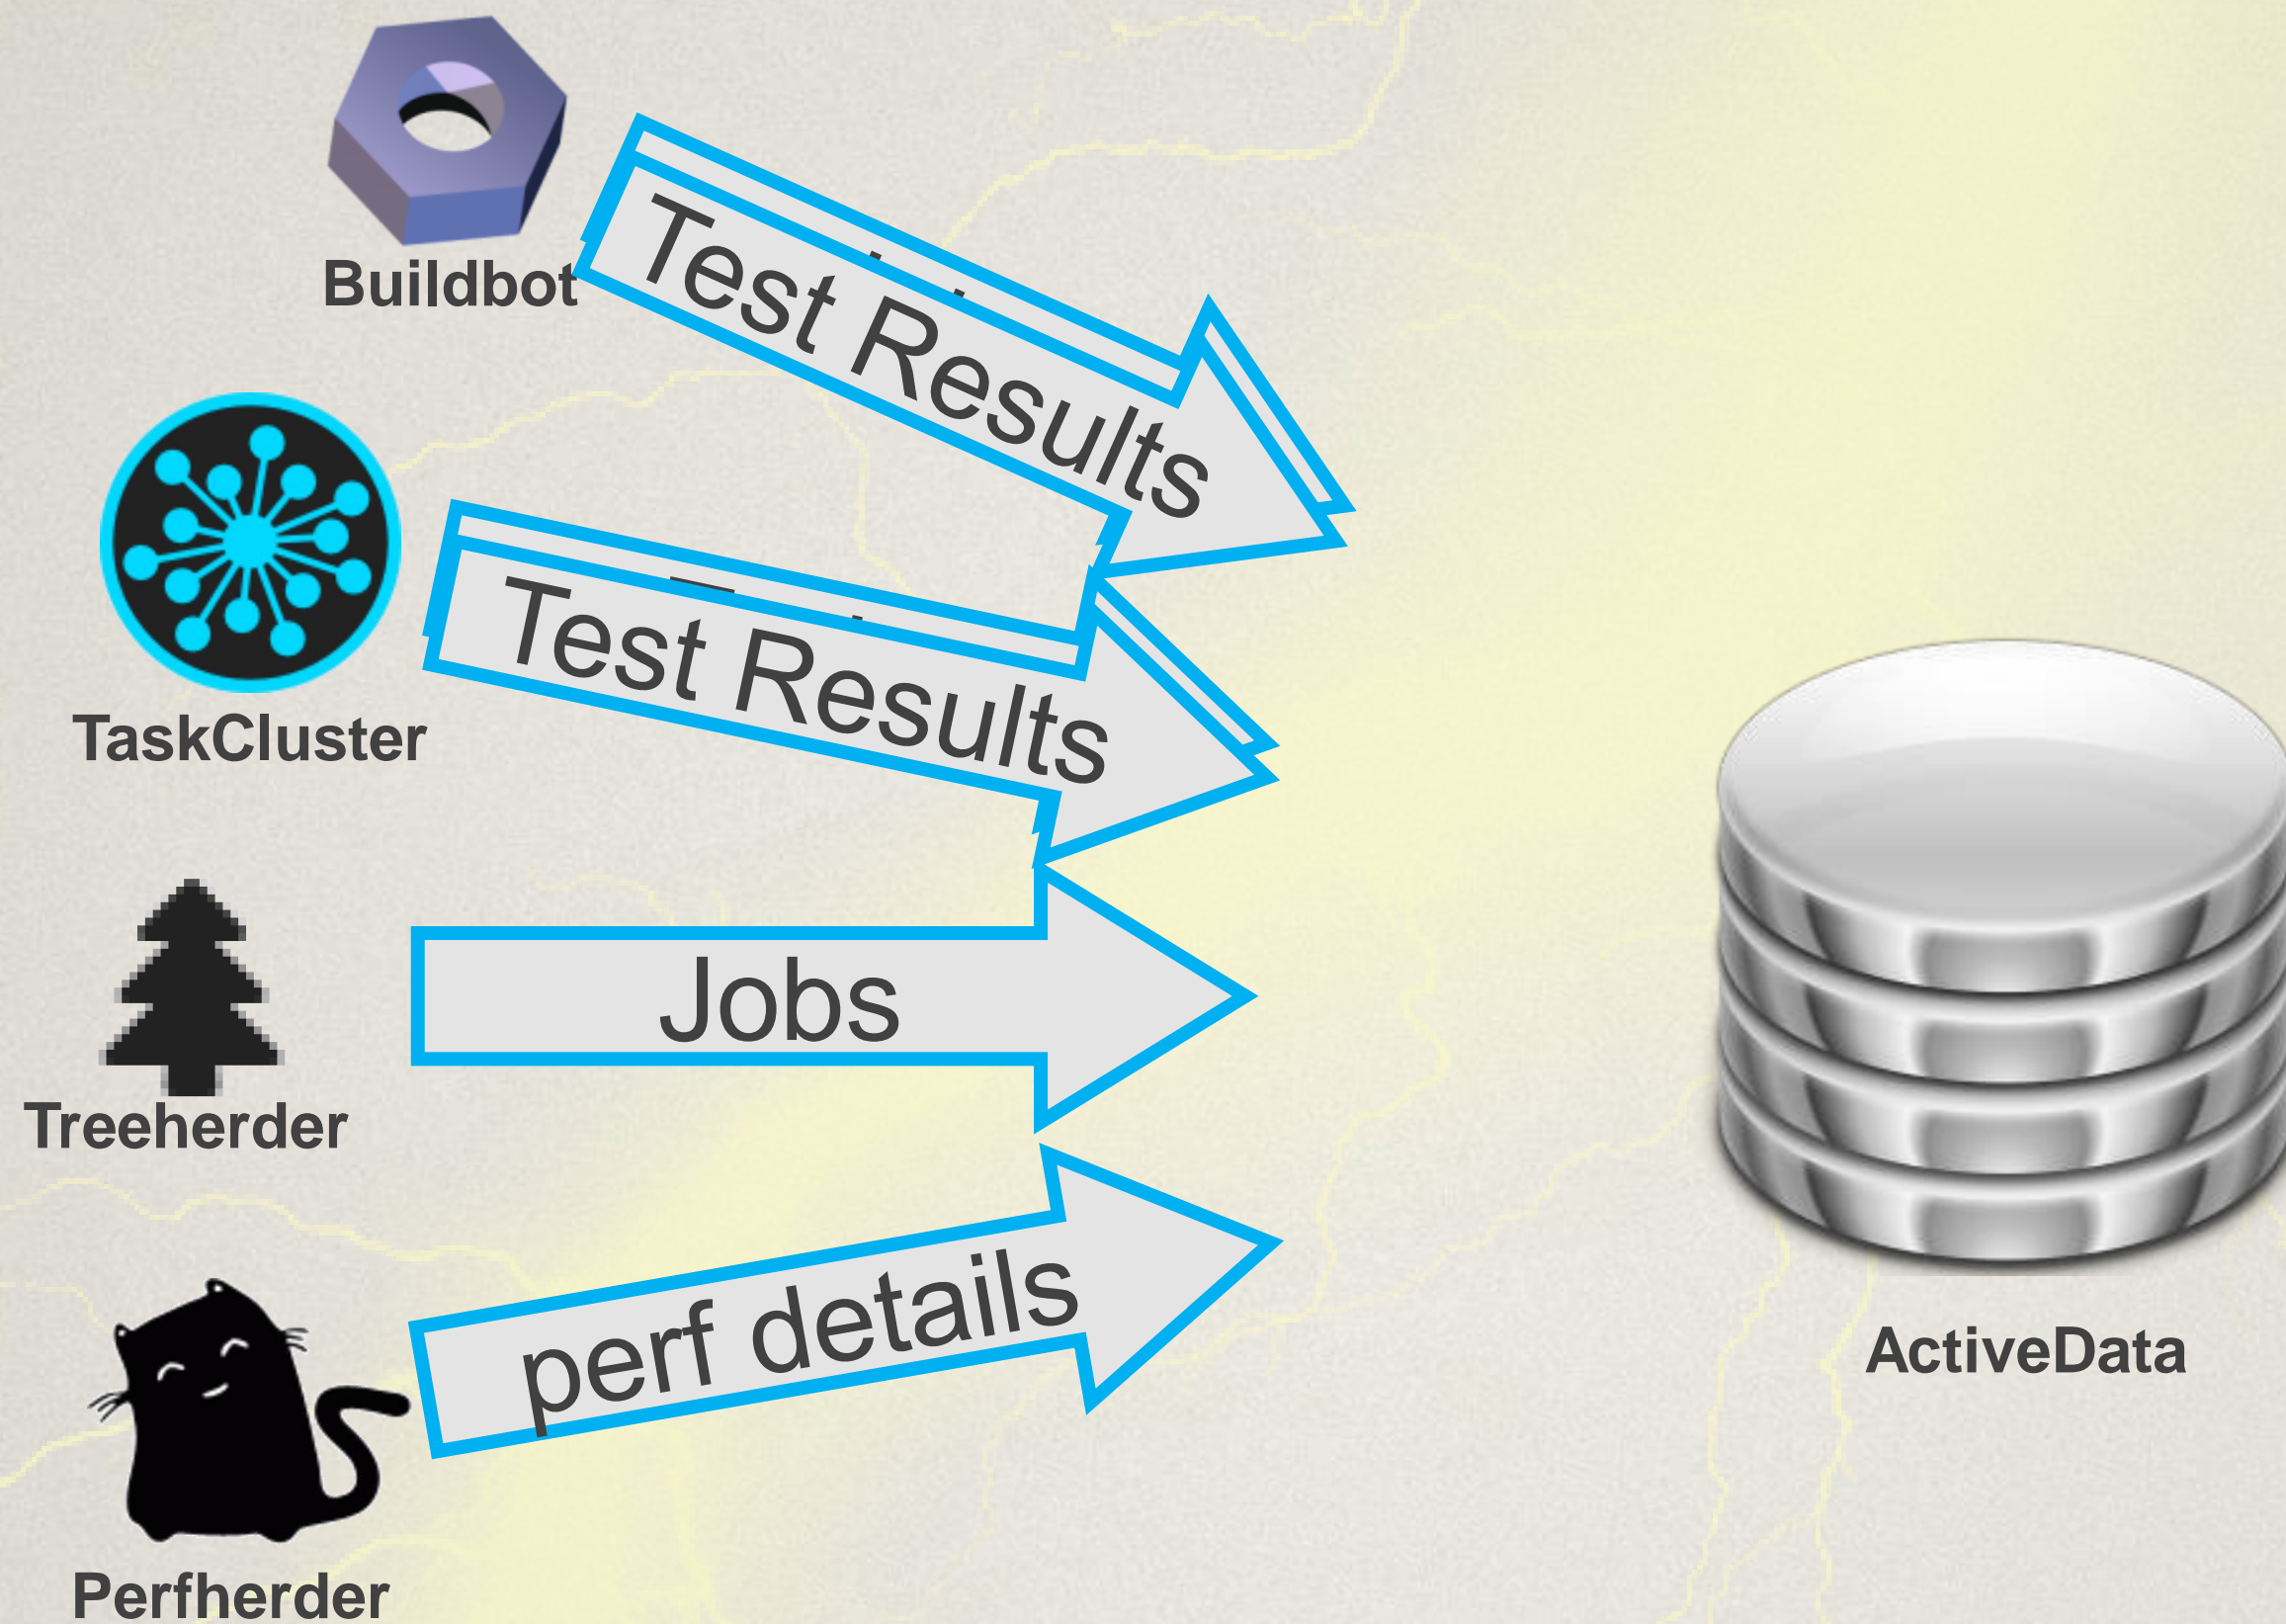 Buildbot
Test Results
TaskCluster
Test Results
Treeherder
Jobs
Perfherder
perf details
ActiveData